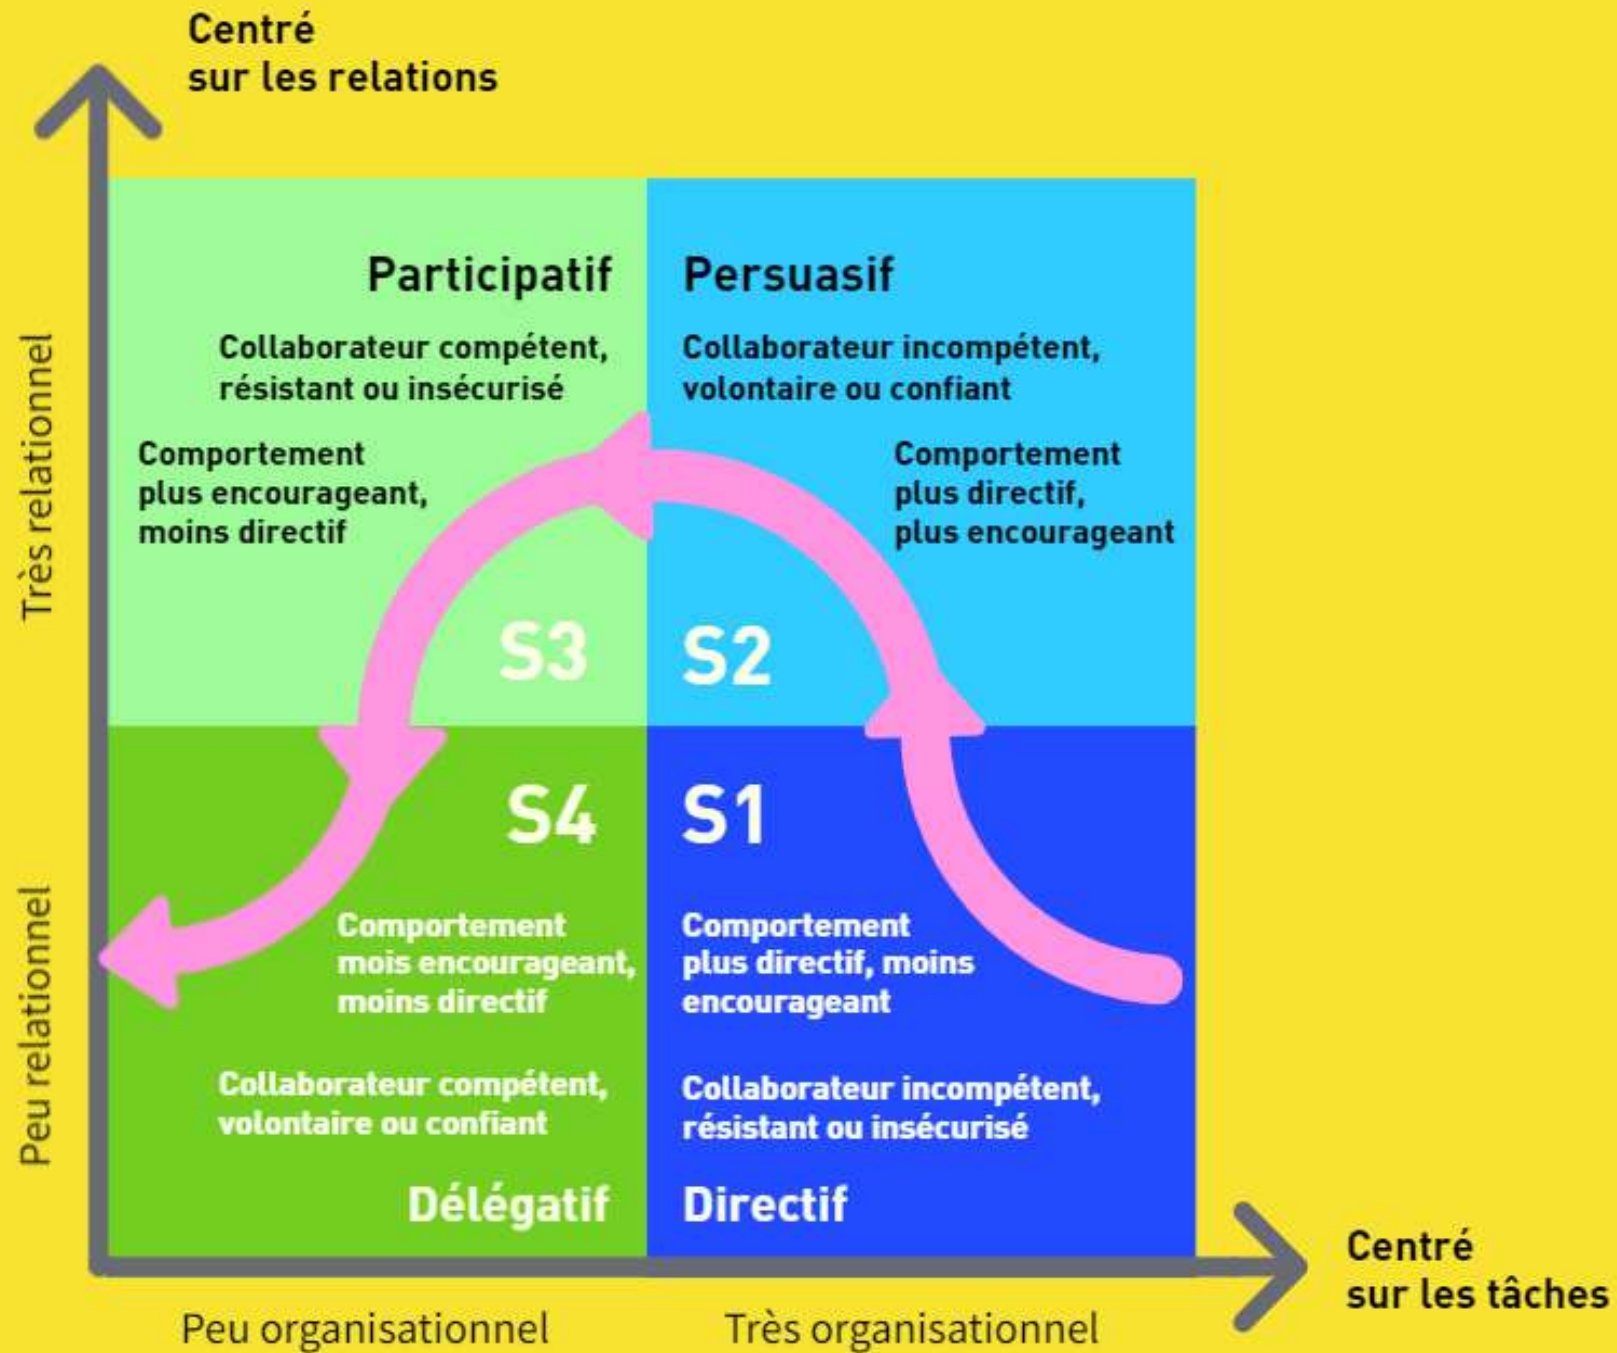 Centré
sur les relations
Très relationnel
Peu relationnel
Participatif
Collaborateur compétent,
résistant ou insécurisé
Comportement
plus encourageant,
moins directif
S3
Persuasif
Collaborateur incompétent,
volontaire ou confiant
Comportement
plus directif,
plus encourageant
S2
S4
Comportement
mois encourageant,
moins directif
Collaborateur compétent,
volontaire ou confiant
Délégatif
S1
Comportement
plus directif, moins
encourageant
Collaborateur incompétent,
résistant ou insécurisé
Directif
Centré
sur les tâches
Peu organisationnel
Très organisationnel